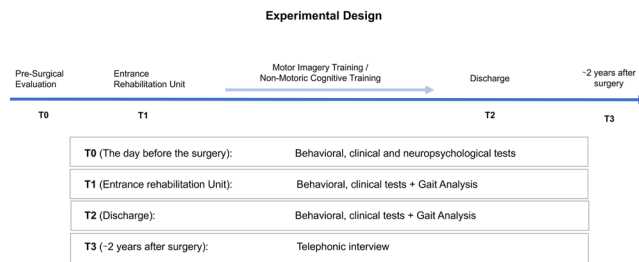 Experimental Design
Pre-Surgical
Evaluation
Entrance
Rehabilitation Unit
Motor Imagery Training /
Non-Motoric Cognitive Training
Discharge
~2 years after
surgery
T0
T1
T2
T3
T0 (The day before the surgery): Behavioral, clinical and neuropsychological tests
T1 (Entrance rehabilitation Unit): Behavioral, clinical tests + Gait Analysis
T2 (Discharge): Behavioral, clinical tests + Gait Analysis
T3 (~2 years after surgery): Telephonic interview